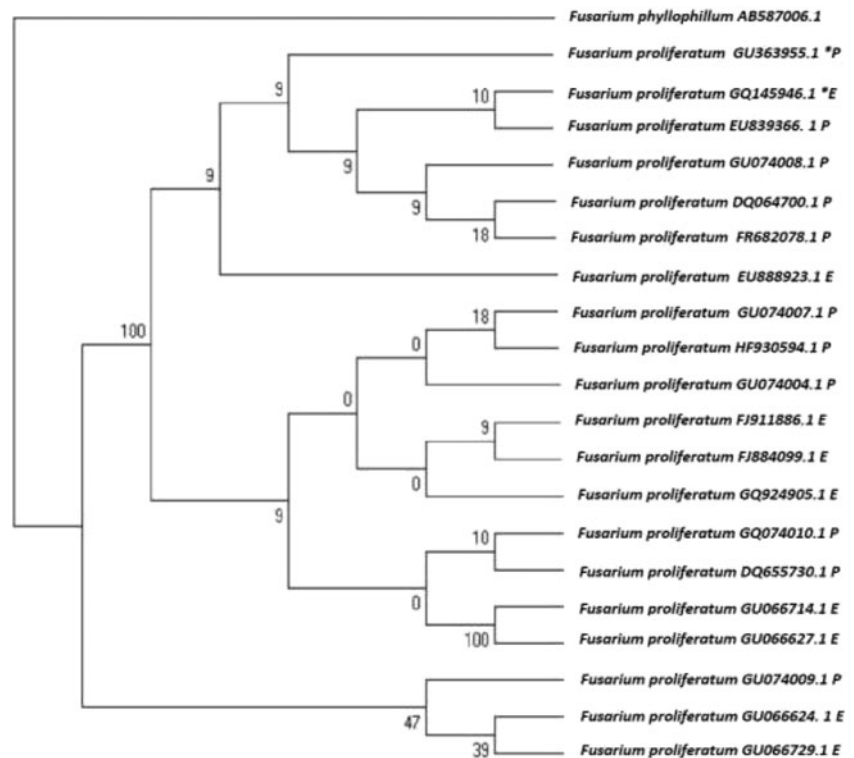 Fusarium phyllophillum AB587006.1
Fusarium proliferatum GU363955.1 *P
9
Fusarium proliferatum GQ145946.1 *E
10
Fusarium proliferatum EU839366. 1 P
9
Fusarium proliferatum GU074008.1 P
9
Fusarium proliferatum DQ064700.1 P
9
18
Fusarium proliferatum FR682078.1 P
Fusarium proliferatum EU888923.1 E
Fusarium proliferatum GU074007.1 P
18
100
0
Fusarium proliferatum HF930594.1 P
Fusarium proliferatum GU074004.1 P
0
Fusarium proliferatum FJ911886.1 E
9
Fusarium proliferatum FJ884099.1 E
0
Fusarium proliferatum GQ924905.1 E
9
Fusarium proliferatum GQ074010.1 P
10
Fusarium proliferatum DQ655730.1 P
0
Fusarium proliferatum GU066714.1 E
100
Fusarium proliferatum GU066627.1 E
Fusarium proliferatum GU074009.1 P
47
Fusarium proliferatum GU066624. 1 E
39
Fusarium proliferatum GU066729.1 E